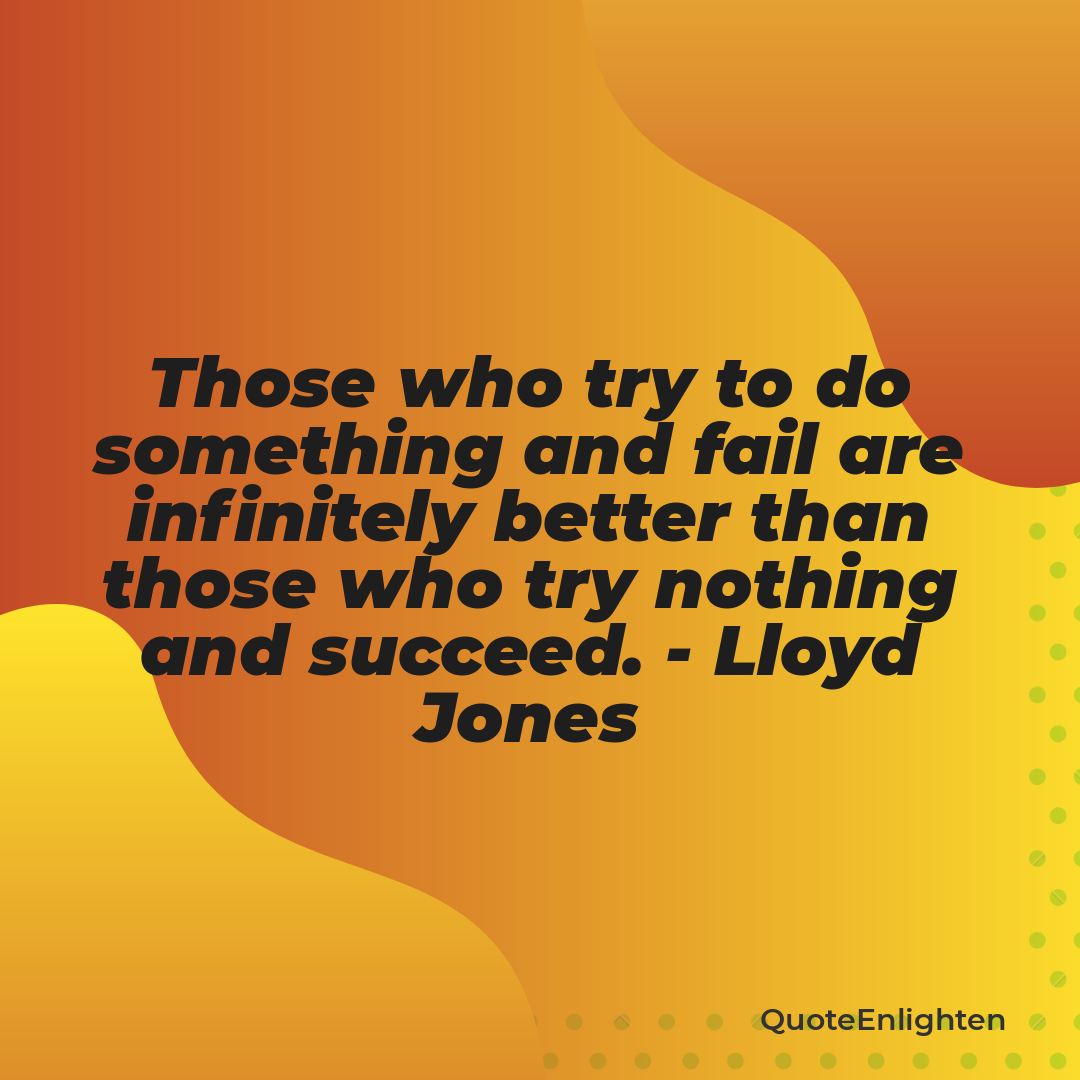 Those who try to do
something and fail are
infinitely better than
those who try nothing
and succeed. - Lloyd
Jones
QuoteEnlighten